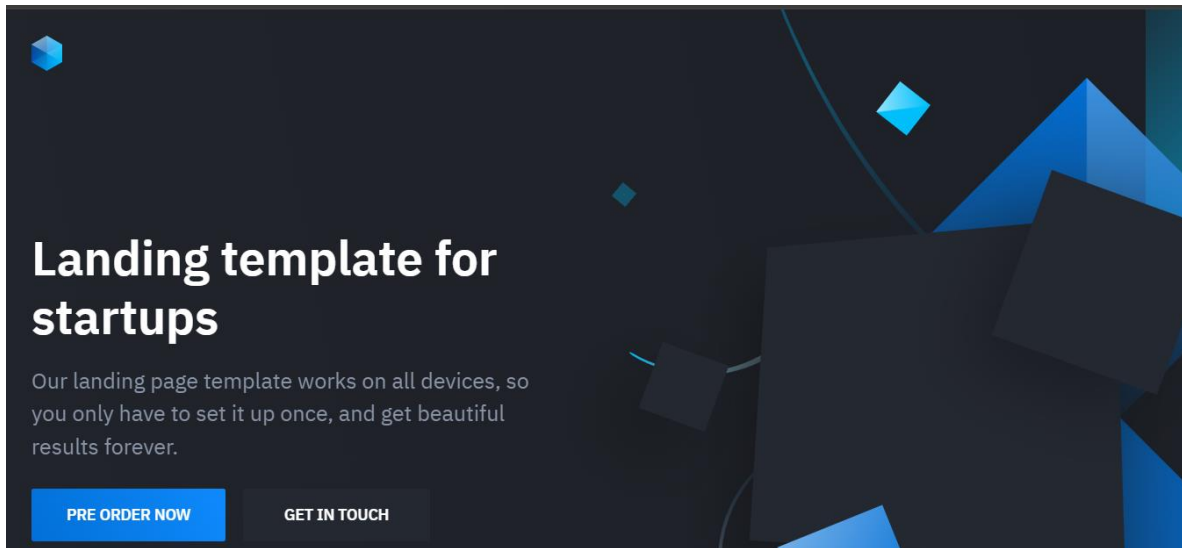 Landing template for
startups
Our landing page template works on all devices, so
you only have to set it up once, and get beautiful
results forever.
PRE ORDER NOW
GET IN TOUCH